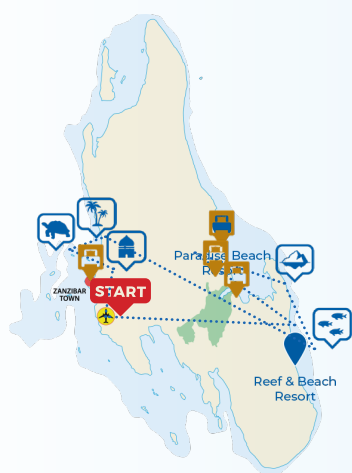 Paradise Beach
Resort
ZANZIBAR
TOWN
START
Reef & Beach
Resort